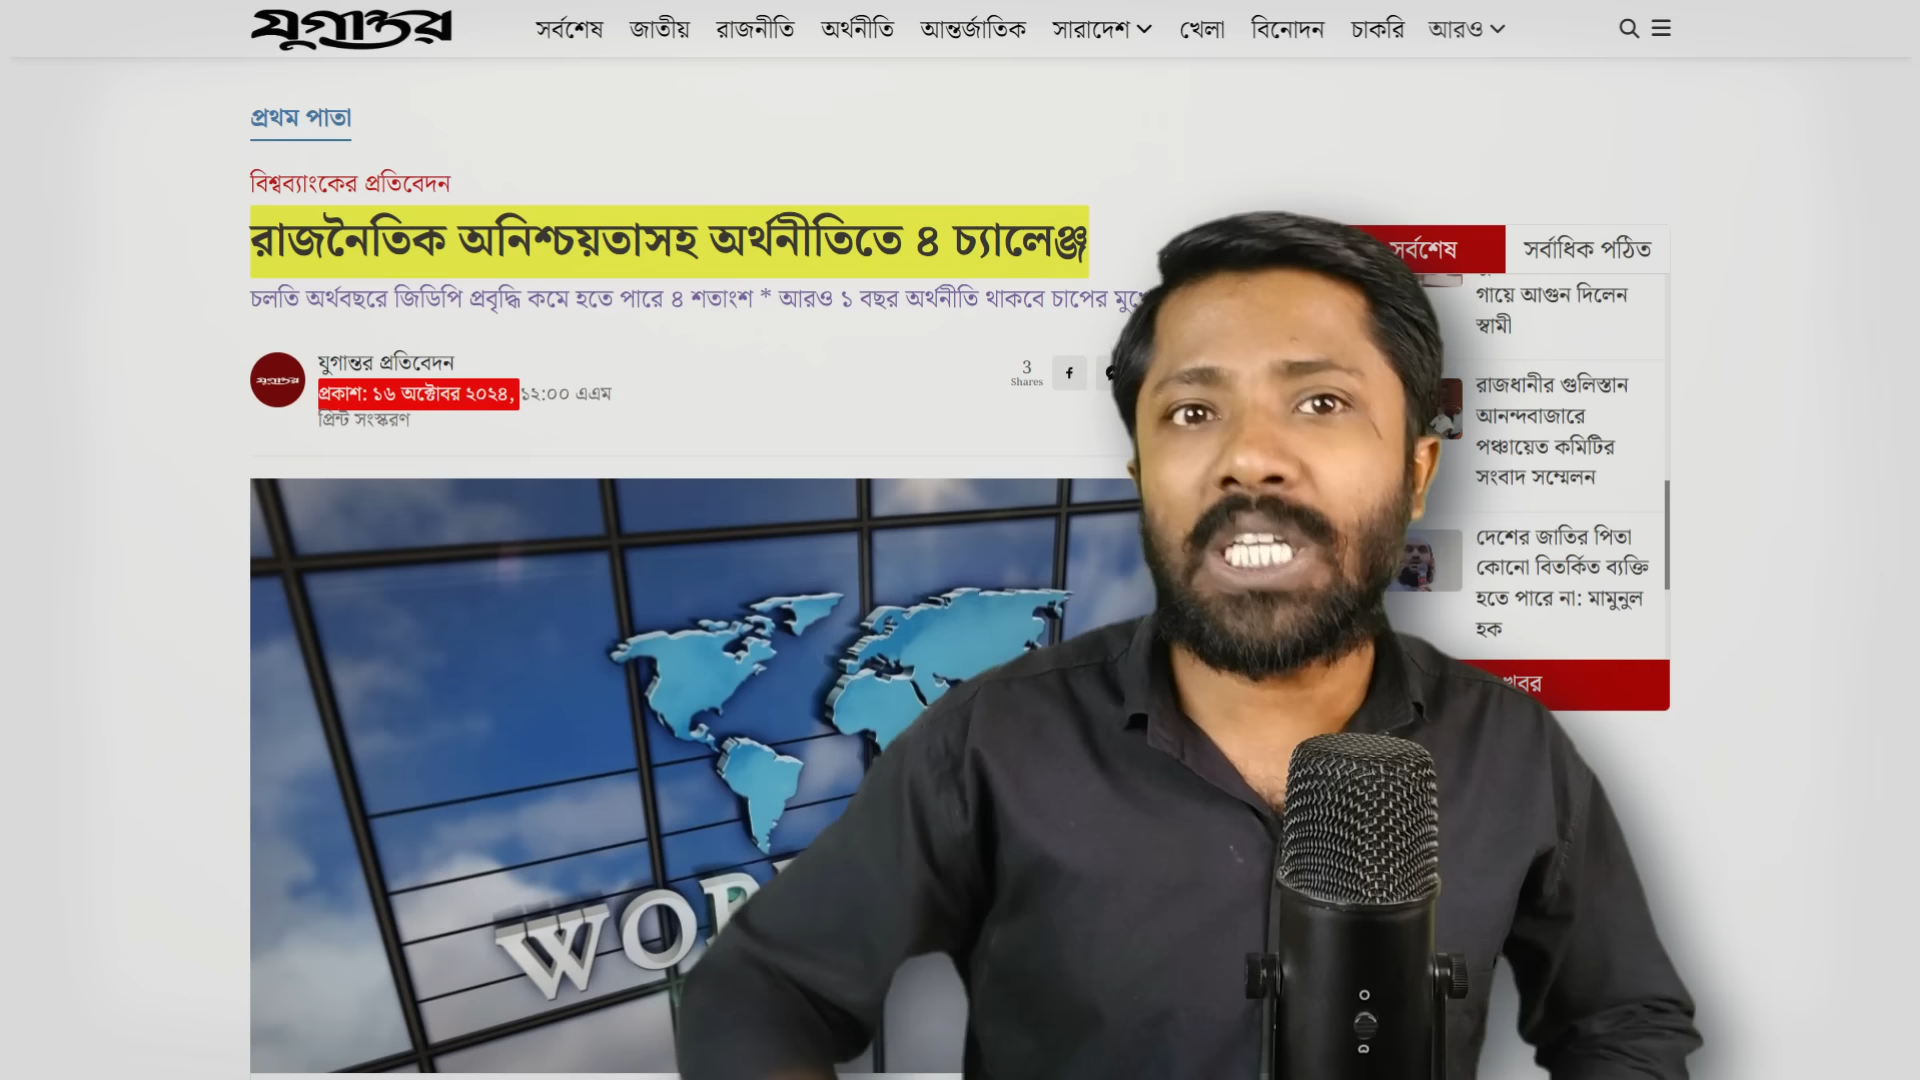 যুগান্তর
সর্বশেষ জাতীয় রাজনীতি অর্থনীতি আন্তর্জাতিক সারাদেশ খেলা বিনোদন চাকরি আরও
প্রথম পাতা
বিশ্বব্যাংকের প্রতিবেদন
রাজনৈতিক অনিশ্চয়তাসহ অর্থনীতিতে ৪ চ্যালেঞ্জ
চলতি অর্থবছরে জিডিপি প্রবৃদ্ধি কমে হতে পারে ৪ শতাংশ * আরও ১ বছর অর্থনীতি থাকবে চাপের
যুগান্তর
যুগান্তর প্রতিবেদন
প্রকাশ: ১৬ অক্টোবর ২০২৪, ১২:০০ এএম
প্রিন্ট সংস্করণ
3
Shares
সর্বশেষ সর্বাধিক পঠিত
গায়ে আগুন দিলেন
স্বামী
রাজধানীর গুলিস্তান
আনন্দবাজারে
পঞ্চায়েত কমিটির
সংবাদ সম্মেলন
দেশের জাতির পিতা
কোনো বিতর্কিত ব্যক্তি
হতে পারে না: মামুনুল
হক